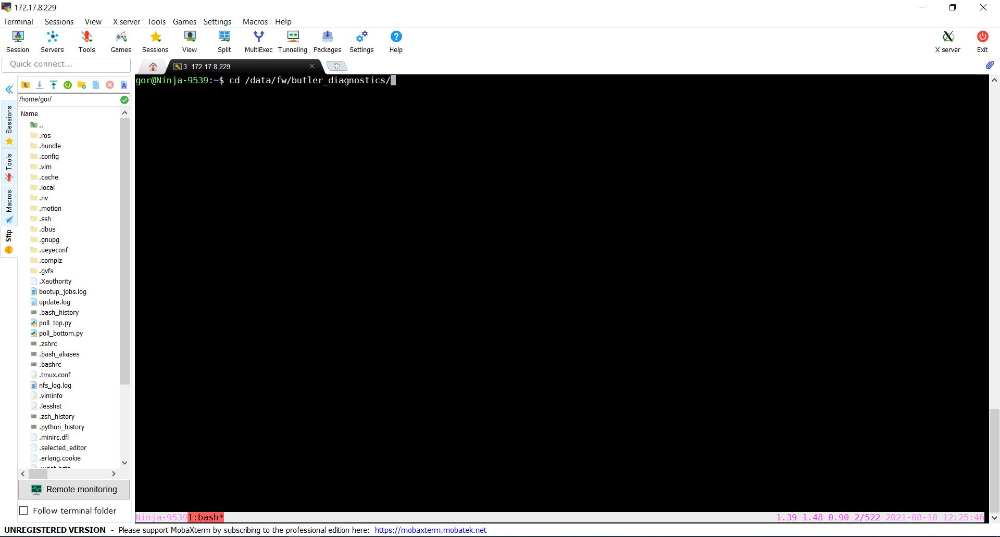 172.17.8.229
Terminal Sessions View X server Tools Games Settings Macros Help
Session Servers Tools Games Sessions View Split MultiExec Tunneling Packages Settings Help X server Exit
Quick connect...
3. 172.17.8.229
gor@Ninja-9539:~$ cd /data/fw/butler_diagnostics/
/home/gor/
Name
..
.ros
.bundle
.config
.vim
.cache
.local
.nv
.motion
.ssh
.dbus
.gnupg
.ueyeconf
.compiz
.gvfs
.Xauthority
bootup_jobs.log
update.log
.bash_history
poll_top.py
poll_bottom.py
.zshrc
.bash_aliases
.bashrc
.tmux.conf
nfs_log.log
.viminfo
.lesshst
.zsh_history
.python_history
.minirc.dfl
.selected_editor
.erlang.cookie
Sessions
Tools
Macros
Sftp
Remote monitoring
Follow terminal folder
Ninja-9539 1:bash* 1.39 1.48 0.90 2/522 2021-08-18 12:25:46
UNREGISTERED VERSION - Please support MobaXterm by subscribing to the professional edition here: https://mobaxterm.mobatek.net